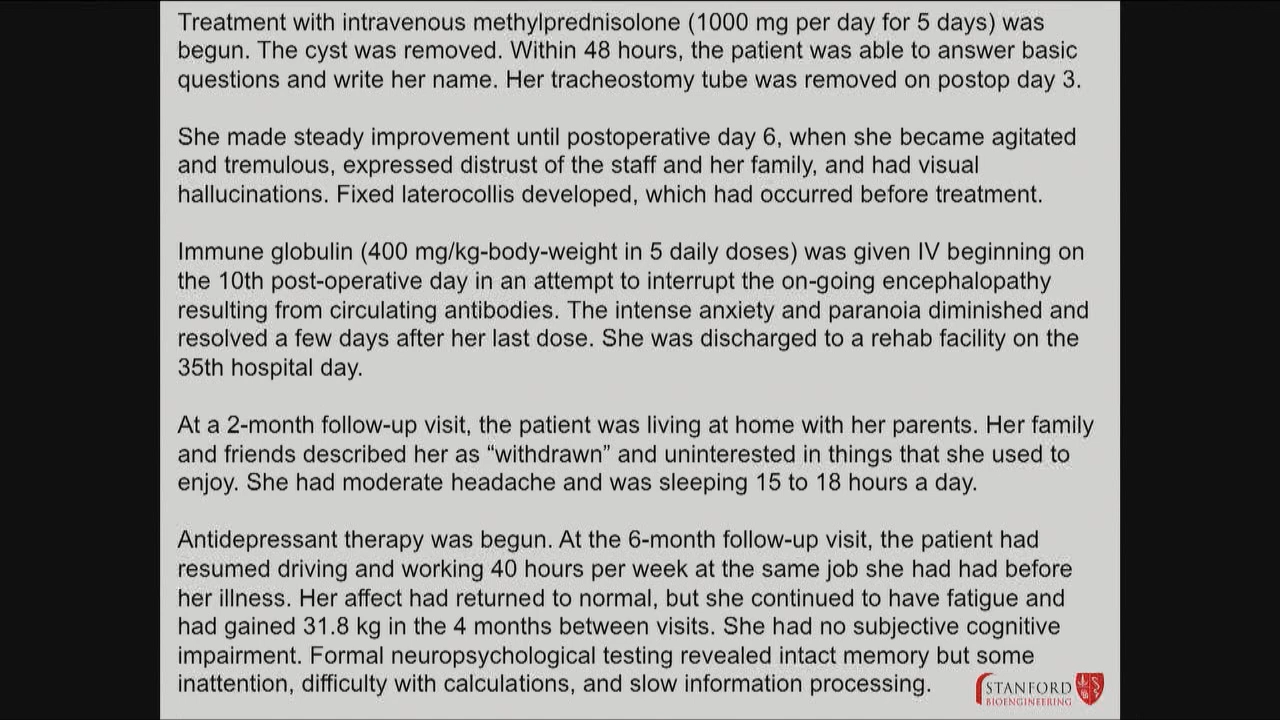 Treatment with intravenous methylprednisolone (1000 mg per day for 5 days) was
begun. The cyst was removed. Within 48 hours, the patient was able to answer basic
questions and write her name. Her tracheostomy tube was removed on postop day 3.
She made steady improvement until postoperative day 6, when she became agitated
and tremulous, expressed distrust of the staff and her family, and had visual
hallucinations. Fixed laterocollis developed, which had occurred before treatment.
Immune globulin (400 mg/kg-body-weight in 5 daily doses) was given IV beginning on
the 10th post-operative day in an attempt to interrupt the on-going encephalopathy
resulting from circulating antibodies. The intense anxiety and paranoia diminished and
resolved a few days after her last dose. She was discharged to a rehab facility on the
35th hospital day.
At a 2-month follow-up visit, the patient was living at home with her parents. Her family
and friends described her as “withdrawn” and uninterested in things that she used to
enjoy. She had moderate headache and was sleeping 15 to 18 hours a day.
Antidepressant therapy was begun. At the 6-month follow-up visit, the patient had
resumed driving and working 40 hours per week at the same job she had had before
her illness. Her affect had returned to normal, but she continued to have fatigue and
had gained 31.8 kg in the 4 months between visits. She had no subjective cognitive
impairment. Formal neuropsychological testing revealed intact memory but some
inattention, difficulty with calculations, and slow information processing.
STANFORD
BIOENGINEERING